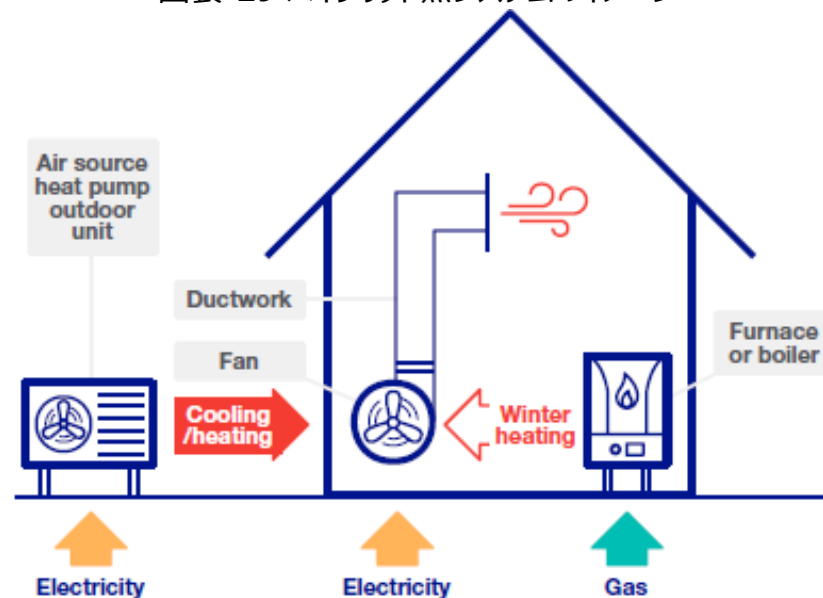 Air source
heat pump
outdoor
unit
Ductwork
Fan
Cooling
/heating
Winter
heating
Furnace
or boiler
Electricity
Electricity
Gas